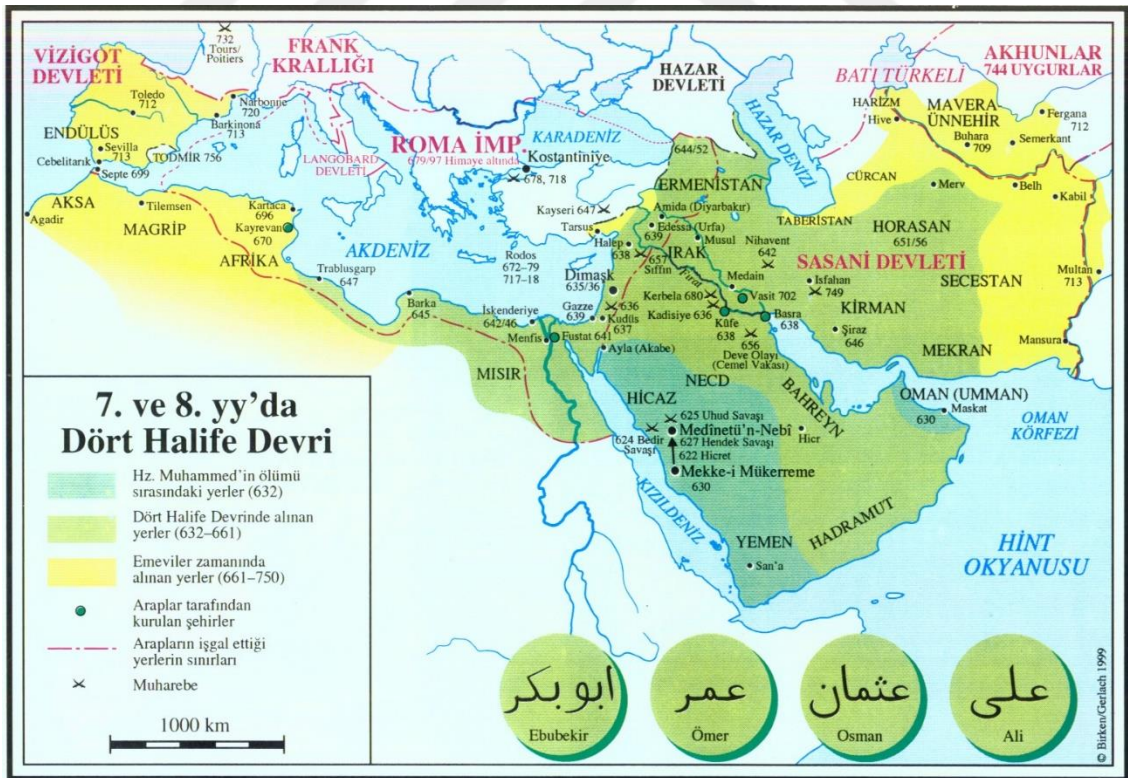 732
Tours/
Poitiers
VİZİGOT
DEVLETİ
FRANK
KRALLIĞI
HAZAR
DEVLETİ
AKHUNLAR
744 UYGURLAR
BATI TÜRKELİ
HARİZM
Hive
MAVERA-
ÜNNEHİR
Fergana
712
Buhara
709
Semerkant
Toledo
712
Narbonne
720
Barkinona
713
ENDÜLÜS
Sevilla
713
Cebelitarık
TODMİR 756
Septe 699
LANGOBARD
DEVLETİ
ROMA İMP.
679/97 Himaye altında
KARADENİZ
Kostantiniye
678, 718
HAZAR DENİZİ
644/52
ERMENİSTAN
CÜRCAN
Merv
Belh
Kabil
AKSA
Agadir
Tilemsen
MAGRİP
Kartaca
696
Kayrevan
670
AFRİKA
AKDENİZ
Kayseri 647
Tarsus
Amida (Diyarbakır)
Edessa (Urfa)
639
Musul
TABERİSTAN
HORASAN
651/56
Halep
638
657
Sıffin
IRAK
Nihavent
642
Rodos
672–79
717–18
Trablusgarp
647
Barka
645
Dimaşk
635/36
Fırat
Medain
SASANİ DEVLETİ
Isfahan
749
SECESTAN
Multan
713
Kerbela 680
Vasit 702
Kadisiye 636
KİRMAN
İskenderiye
642/46
Gazze
639
636
Kudüs
637
Küfe
638
Basra
638
Şiraz
646
Menfis
Fustat 641
Ayla (Akabe)
656
Deve Olayı
(Cemel Vakası)
MEKRAN
Mansura
MISIR
NECD
HİCAZ
BAHREYN
OMAN (UMMAN)
Maskat
630
OMAN
KÖRFEZİ
625 Uhud Savaşı
Medînetü'n-Nebî
624 Bedir
Savaşı
627 Hendek Savaşı
622 Hicret
Hicr
Mekke-i Mükerreme
630
KIZILDENİZ
HADRAMUT
YEMEN
San'a
HİNT
OKYANUSU
7. ve 8. yy'da
Dört Halife Devri
Hz. Muhammed'in ölümü
sırasındaki yerler (632)
Dört Halife Devrinde alınan
yerler (632–661)
Emeviler zamanında
alınan yerler (661–750)
Araplar tarafından
kurulan şehirler
Arapların işgal ettiği
yerlerin sınırları
Muharebe
1000 km
ابوبكر
Ebubekir
عمر
Ömer
عثمان
Osman
على
Ali
© Birken/Gerlach 1999